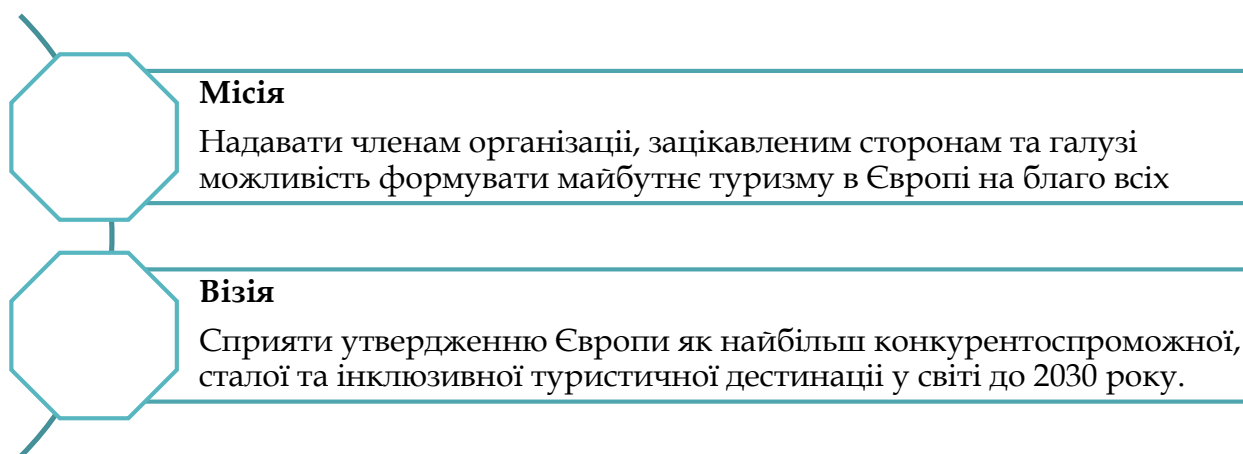 Місія
Надавати членам організації, зацікавленим сторонам та галузі
можливість формувати майбутнє туризму в Європі на благо всіх
Візія
Сприяти утвердженню Європи як найбільш конкурентоспроможної,
сталої та інклюзивної туристичної дестинації у світі до 2030 року.